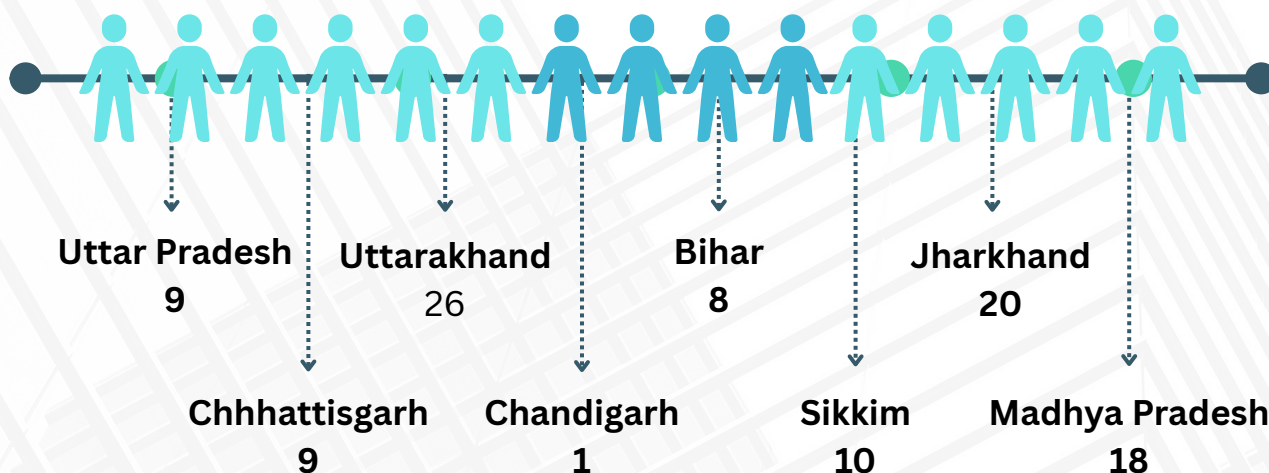 Uttar Pradesh
9
Chhhattisgarh
9
Uttarakhand
26
Chandigarh
1
Bihar
8
Sikkim
10
Jharkhand
20
Madhya Pradesh
18